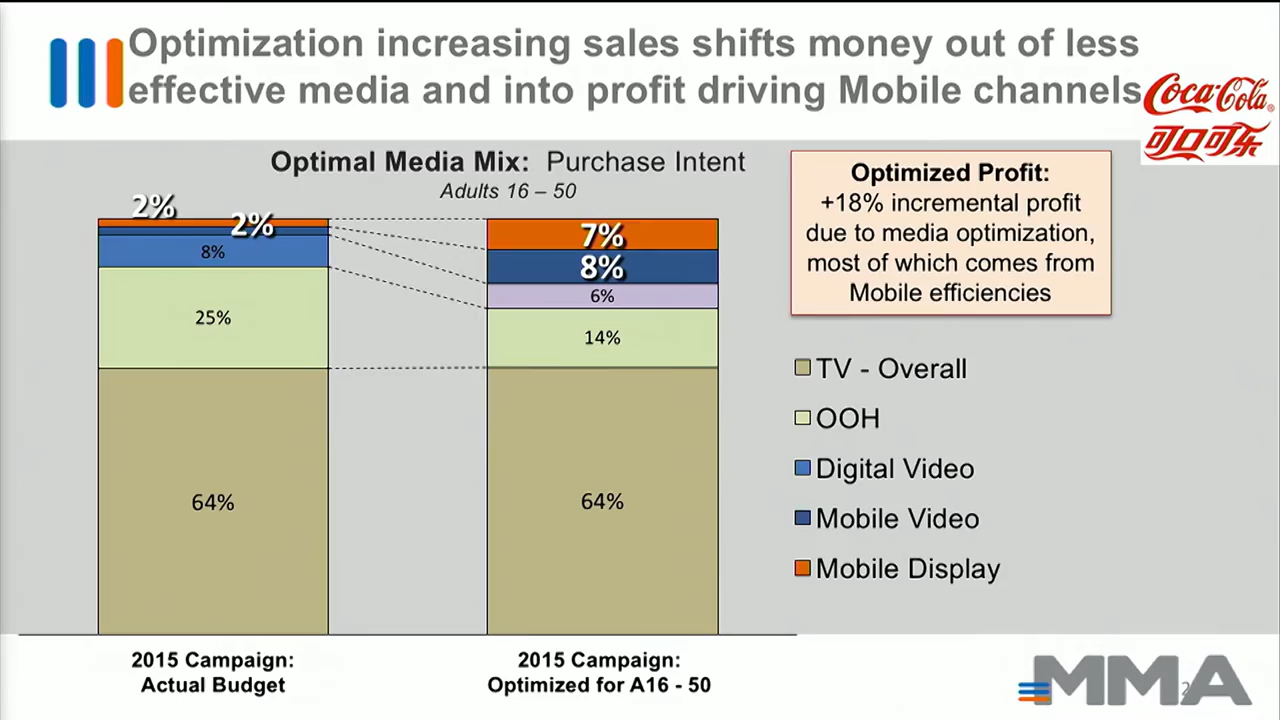 Optimization increasing sales shifts money out of less
effective media and into profit driving Mobile channels
Coca-Cola®
可口可乐
Optimal Media Mix: Purchase Intent
Adults 16 – 50
Optimized Profit:
+18% incremental profit
due to media optimization,
most of which comes from
Mobile efficiencies
2%
2%
8%
25%
64%
7%
8%
6%
14%
64%
TV - Overall
OOH
Digital Video
Mobile Video
Mobile Display
2015 Campaign:
Actual Budget
2015 Campaign:
Optimized for A16 - 50
MMA